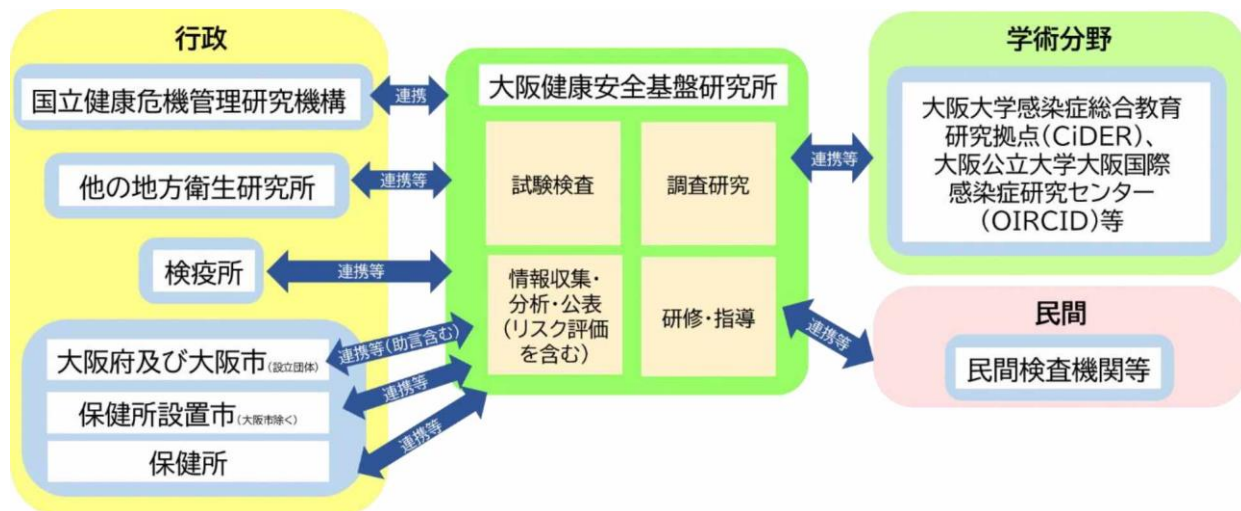 行政
国立健康危機管理研究機構
連携
他の地方衛生研究所
連携等
検疫所
連携等
大阪府及び大阪市(設立団体)
連携等(助言含む)
保健所設置市(大阪市除く)
連携等
保健所
連携等
大阪健康安全基盤研究所
試験検査
調査研究
情報収集・
分析・公表
(リスク評価
を含む)
研修・指導
学術分野
連携等
大阪大学感染症総合教育
研究拠点(CiDER)、
大阪公立大学大阪国際
感染症研究センター
(OIRCID)等
民間
連携等
民間検査機関等